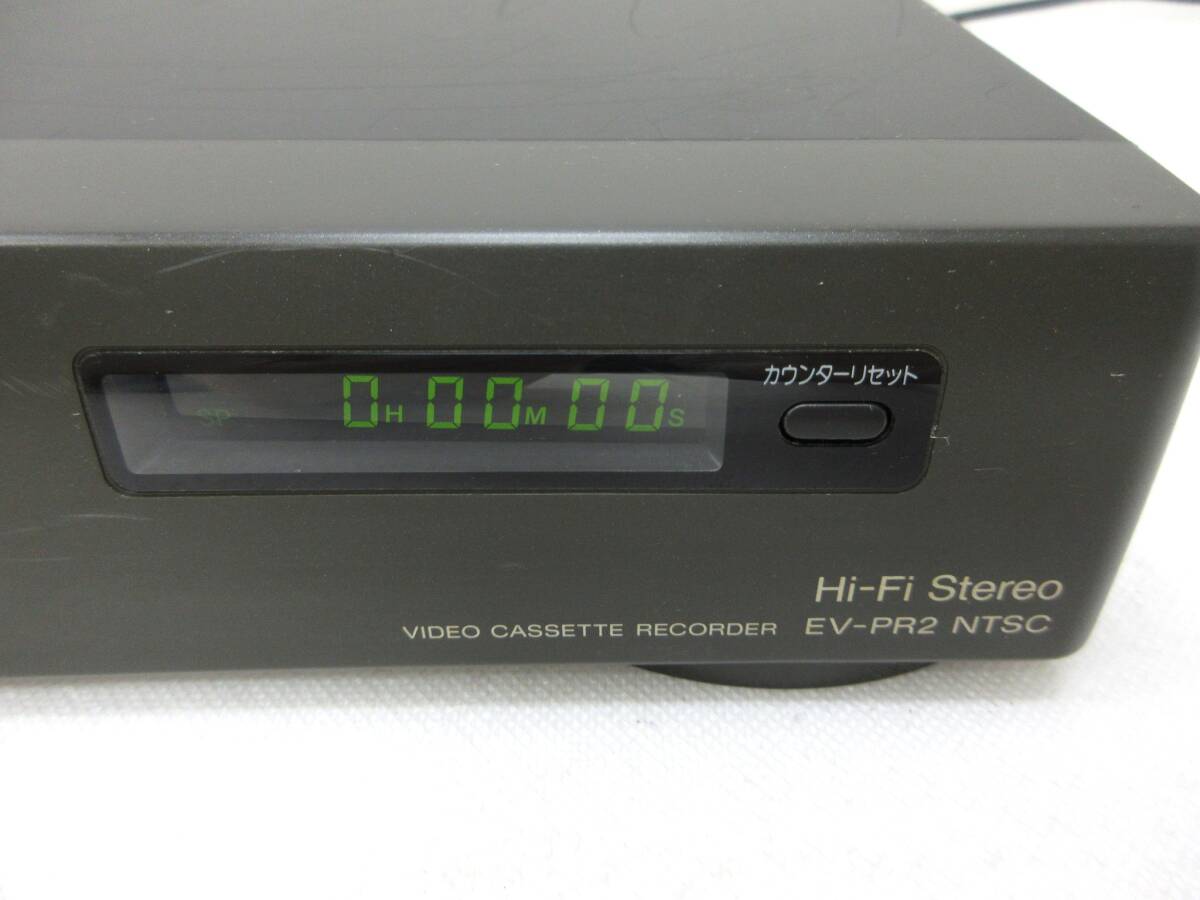 カウンターリセット
SP 0H 00M 00S
Hi-Fi Stereo
VIDEO CASSETTE RECORDER EV-PR2 NTSC